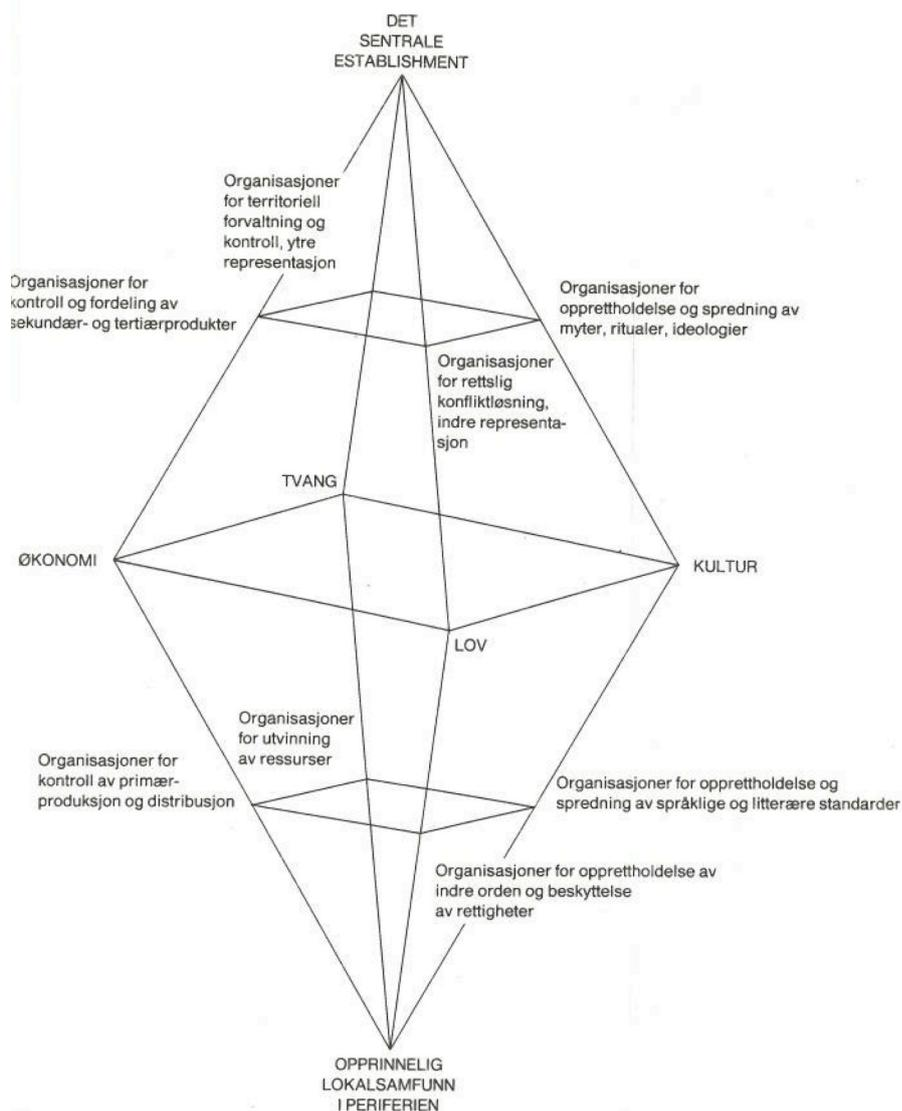 DET
SENTRALE
ESTABLISHMENT
Organisasjoner
for territoriell
forvaltning og
kontroll, ytre
representasjon
Organisasjoner for
kontroll og fordeling av
sekundær- og tertiærprodukter
Organisasjoner for
opprettholdelse og spredning av
myter, ritualer, ideologier
Organisasjoner
for rettslig
konfliktløsning,
indre representa-
sjon
TVANG
ØKONOMI
KULTUR
LOV
Organisasjoner
for utvinning
av ressurser
Organisasjoner for
kontroll av primær-
produksjon og distribusjon
Organisasjoner for opprettholdelse og
spredning av språklige og litterære standarder
Organisasjoner for opprettholdelse av
indre orden og beskyttelse
av rettigheter
OPPRINNELIG
LOKALSAMFUNN
I PERIFERIEN